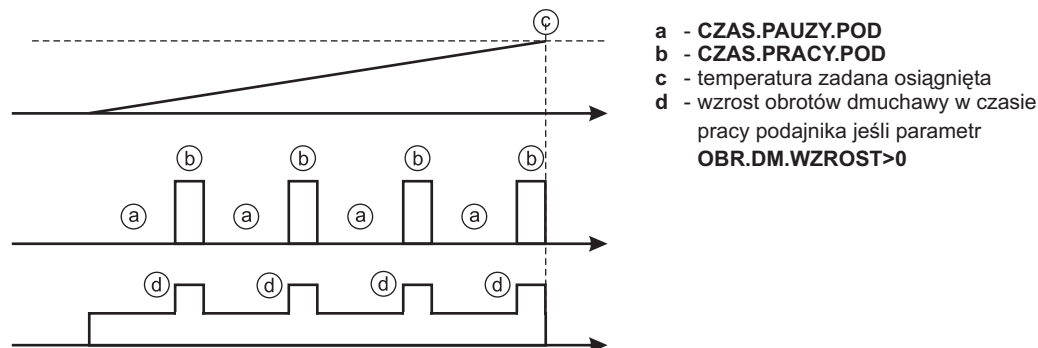 c
a - CZAS.PAUZY.POD
b - CZAS.PRACY.POD
c - temperatura zadana osiągnięta
d - wzrost obrotów dmuchawy w czasie
pracy podajnika jeśli parametr
OBR.DM.WZROST>0
b b b b
a a a a
d d d d